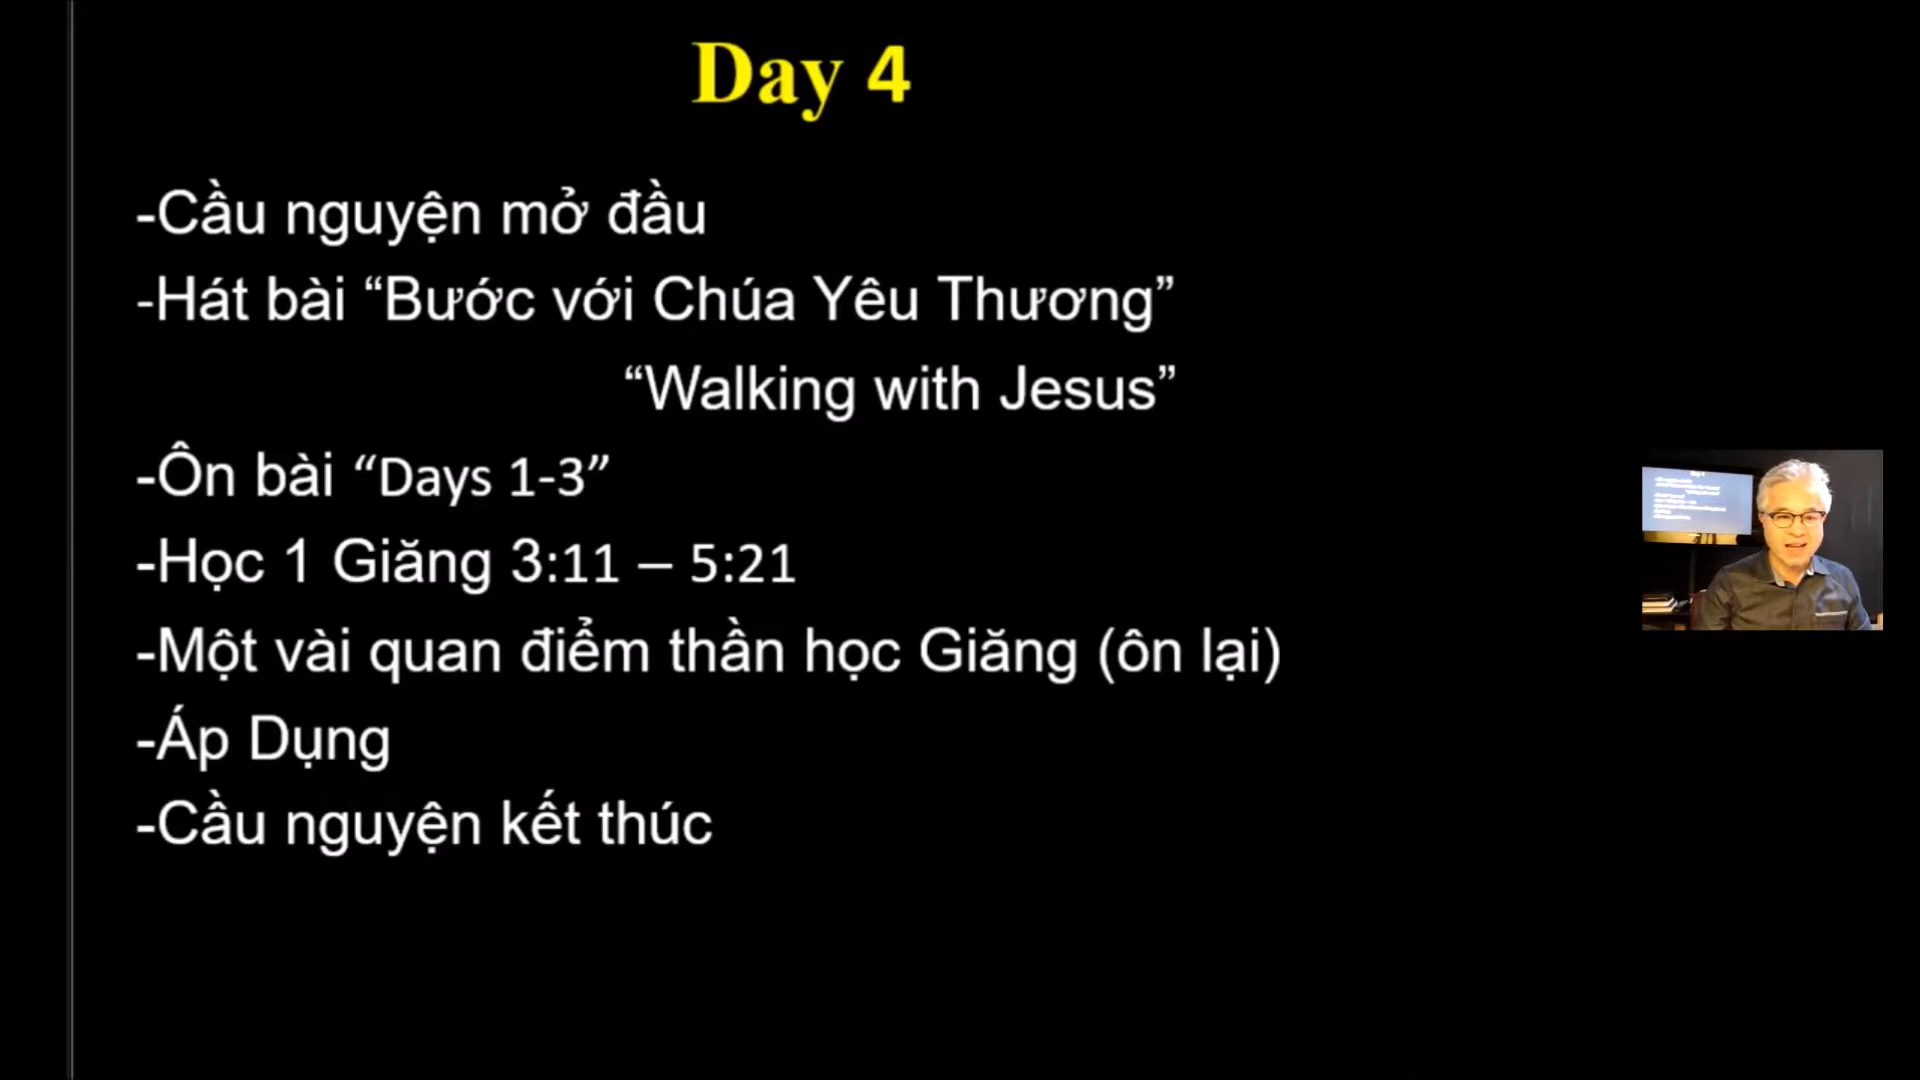 Day 4
-Cầu nguyện mở đầu
-Hát bài “Bước với Chúa Yêu Thương”
“Walking with Jesus”
-Ôn bài “Days 1-3”
-Học 1 Giăng 3:11 – 5:21
-Một vài quan điểm thần học Giăng (ôn lại)
-Áp Dụng
-Cầu nguyện kết thúc